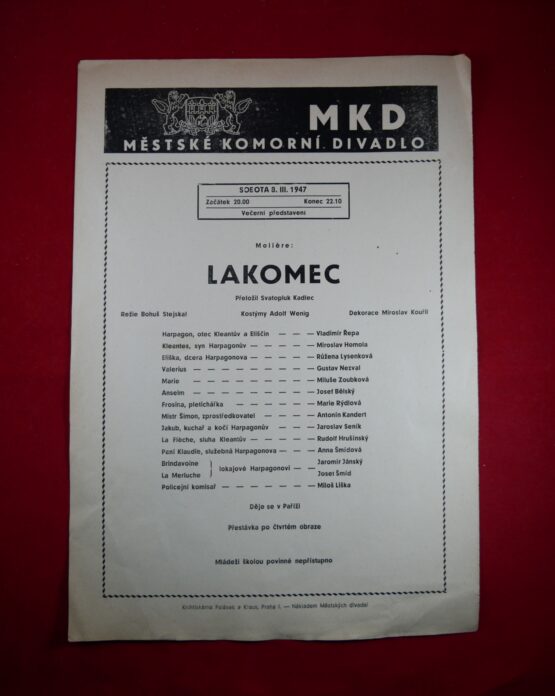 MKD
MĚSTSKÉ KOMORNÍ DIVADLO
SOBOTA 8. III. 1947
Začátek 20.00 Konec 22.10
Večerní představení
Molière:
LAKOMEC
Přeložil Svatopluk Kadlec
Režie Bohuš Stejskal Kostýmy Adolf Wenig Dekorace Miroslav Kouřil
Harpagon, otec Kleantův a Eliščin — — — Vladimír Řepa
Kleantes, syn Harpagonův — — — — — Miroslav Homola
Eliška, dcera Harpagonova — — — — — Růžena Lysenková
Valerius — — — — — — — — — Gustav Nezval
Marie — — — — — — — — — Miluše Zoubková
Anselm — — — — — — — — — Josef Bělský
Frosina, pletichářka — — — — — — Marie Rýdlová
Mistr Šimon, zprostředkovatel — — — — Antonín Kandert
Jakub, kuchař a kočí Harpagonův — — — Jaroslav Seník
La Flèche, sluha Kleantův — — — — — Rudolf Hrušínský
Paní Klaudie, služebná Harpagonova — — — Anna Šmídová
Brindavoine } lokajové Harpagonovi — — Jaromír Jánský
La Merluche Josef Šmíd
Policejní komisař — — — — — — — Miloš Liška
Děje se v Paříži
Přestávka po čtvrtém obraze
Mládeži školou povinné nepřístupno
Knihtiskárna a Kraus, Praha I. — Nákladem Městských divadel